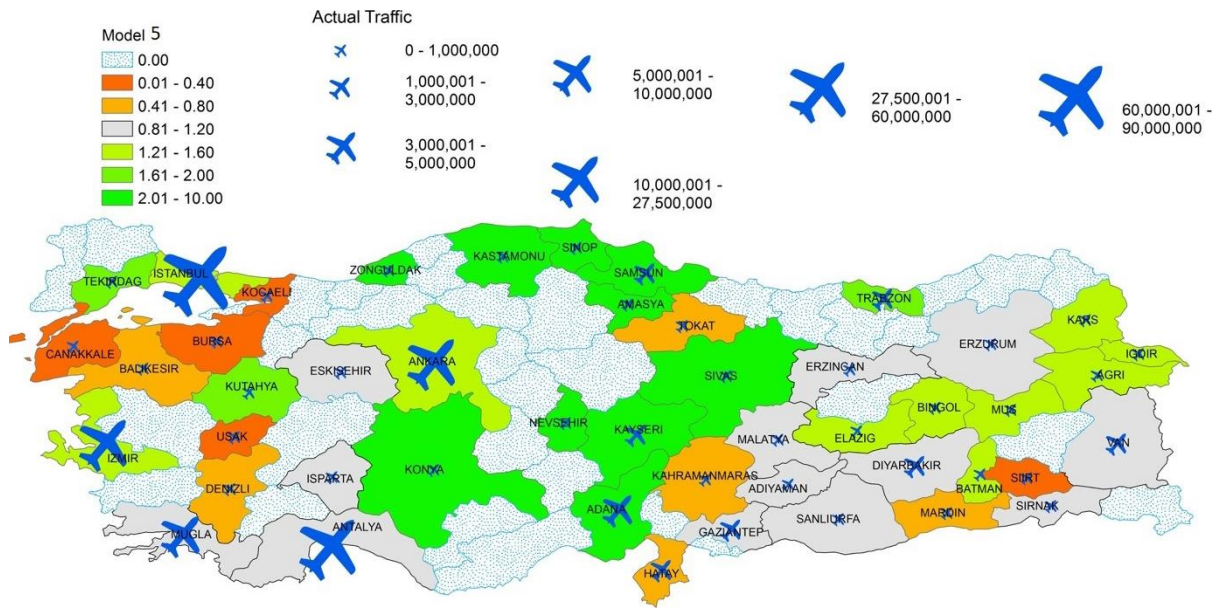 Model 5
0.00
0.01 - 0.40
0.41 - 0.80
0.81 - 1.20
1.21 - 1.60
1.61 - 2.00
2.01 - 10.00
Actual Traffic
0 - 1,000,000
1,000,001 -
3,000,000
3,000,001 -
5,000,000
5,000,001 -
10,000,000
10,000,001 -
27,500,000
27,500,001 -
60,000,000
60,000,001 -
90,000,000
TEKIRDAG
İSTANBUL
KOCAELI
ZONGULDAK
KASTAMONU
SINOP
SAMSUN
AMASYA
TOKAT
TRABZON
KARS
IGDIR
AGRI
ERZURUM
ERZINCAN
CANAKKALE
BALIKESIR
BURSA
KUTAHYA
ESKISEHIR
ANKARA
SIVAS
NEVSEHIR
KAYSERI
MALATYA
ELAZIG
BINGOL
MUS
VAN
IZMIR
USAK
DENIZLI
ISPARTA
KONYA
KAHRAMANMARAS
ADIYAMAN
DIYARBAKIR
BATMAN
SIIRT
SIRNAK
MARDIN
SANLIURFA
GAZIANTEP
ADANA
HATAY
ANTALYA
MUGLA